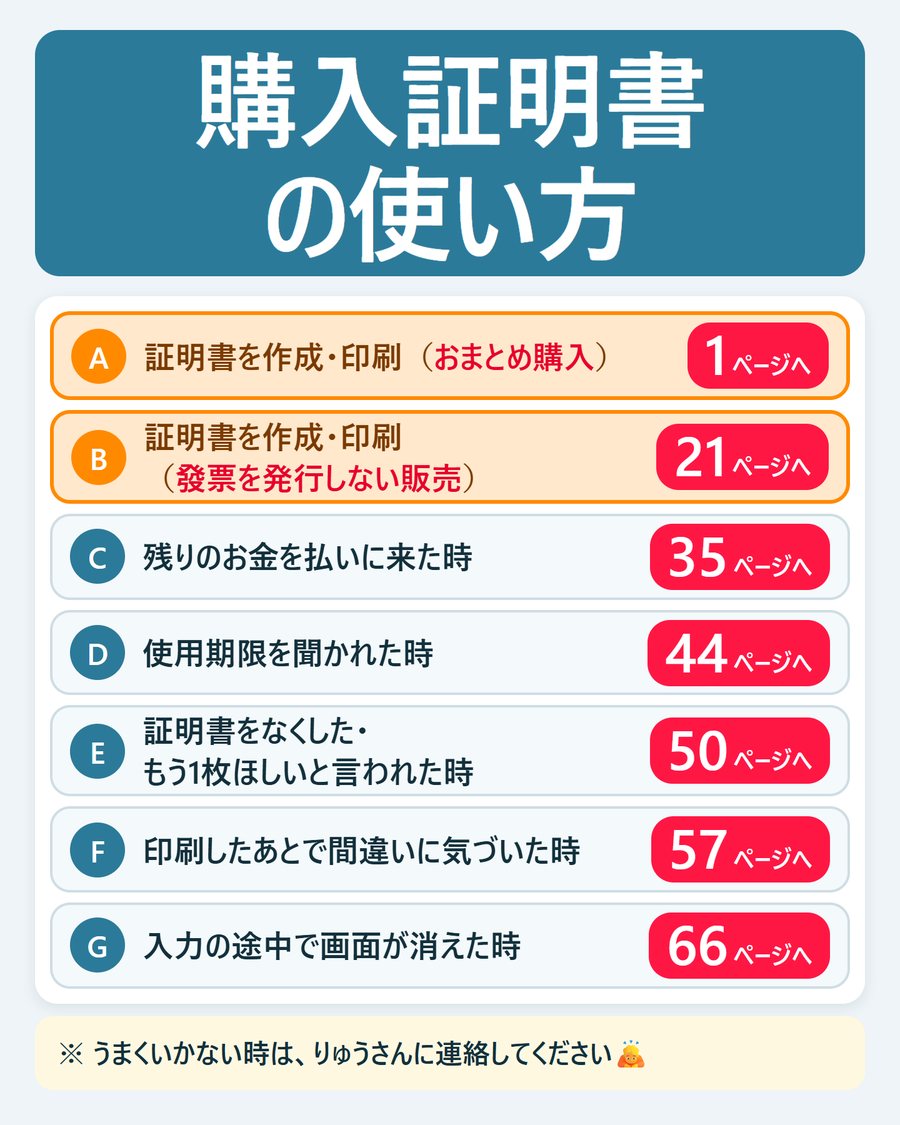 購入証明書
の使い方
A 証明書を作成・印刷（おまとめ購入） 1ページへ
B 証明書を作成・印刷
（發票を発行しない販売） 21ページへ
C 残りのお金を払いに来た時 35ページへ
D 使用期限を聞かれた時 44ページへ
E 証明書をなくした・
もう1枚ほしいと言われた時 50ページへ
F 印刷したあとで間違いに気づいた時 57ページへ
G 入力の途中で画面が消えた時 66ページへ
※ うまくいかない時は、りゅうさんに連絡してください🙇